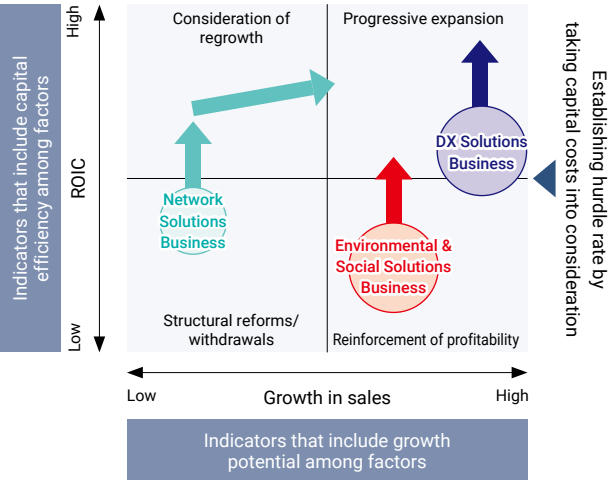 Indicators that include capital
efficiency among factors
High
ROIC
Low
Consideration of
regrowth
Progressive expansion
DX Solutions
Business
Network
Solutions
Business
Environmental &
Social Solutions
Business
Structural reforms/
withdrawals
Reinforcement of profitability
Establishing hurdle rate by
taking capital costs into consideration
Low
Growth in sales
High
Indicators that include growth
potential among factors